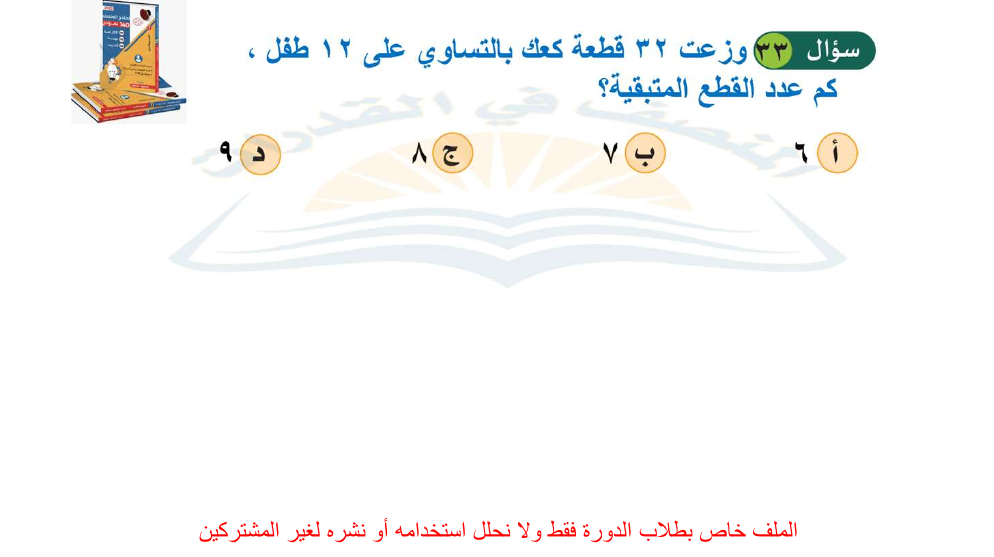 سؤال ٣٣ وزعت ٣٢ قطعة كعك بالتساوي على ١٢ طفل ،
كم عدد القطع المتبقية؟
أ ٦ ب ٧ ج ٨ د ٩
الملف خاص بطلاب الدورة فقط ولا نحلل استخدامه أو نشره لغير المشتركين